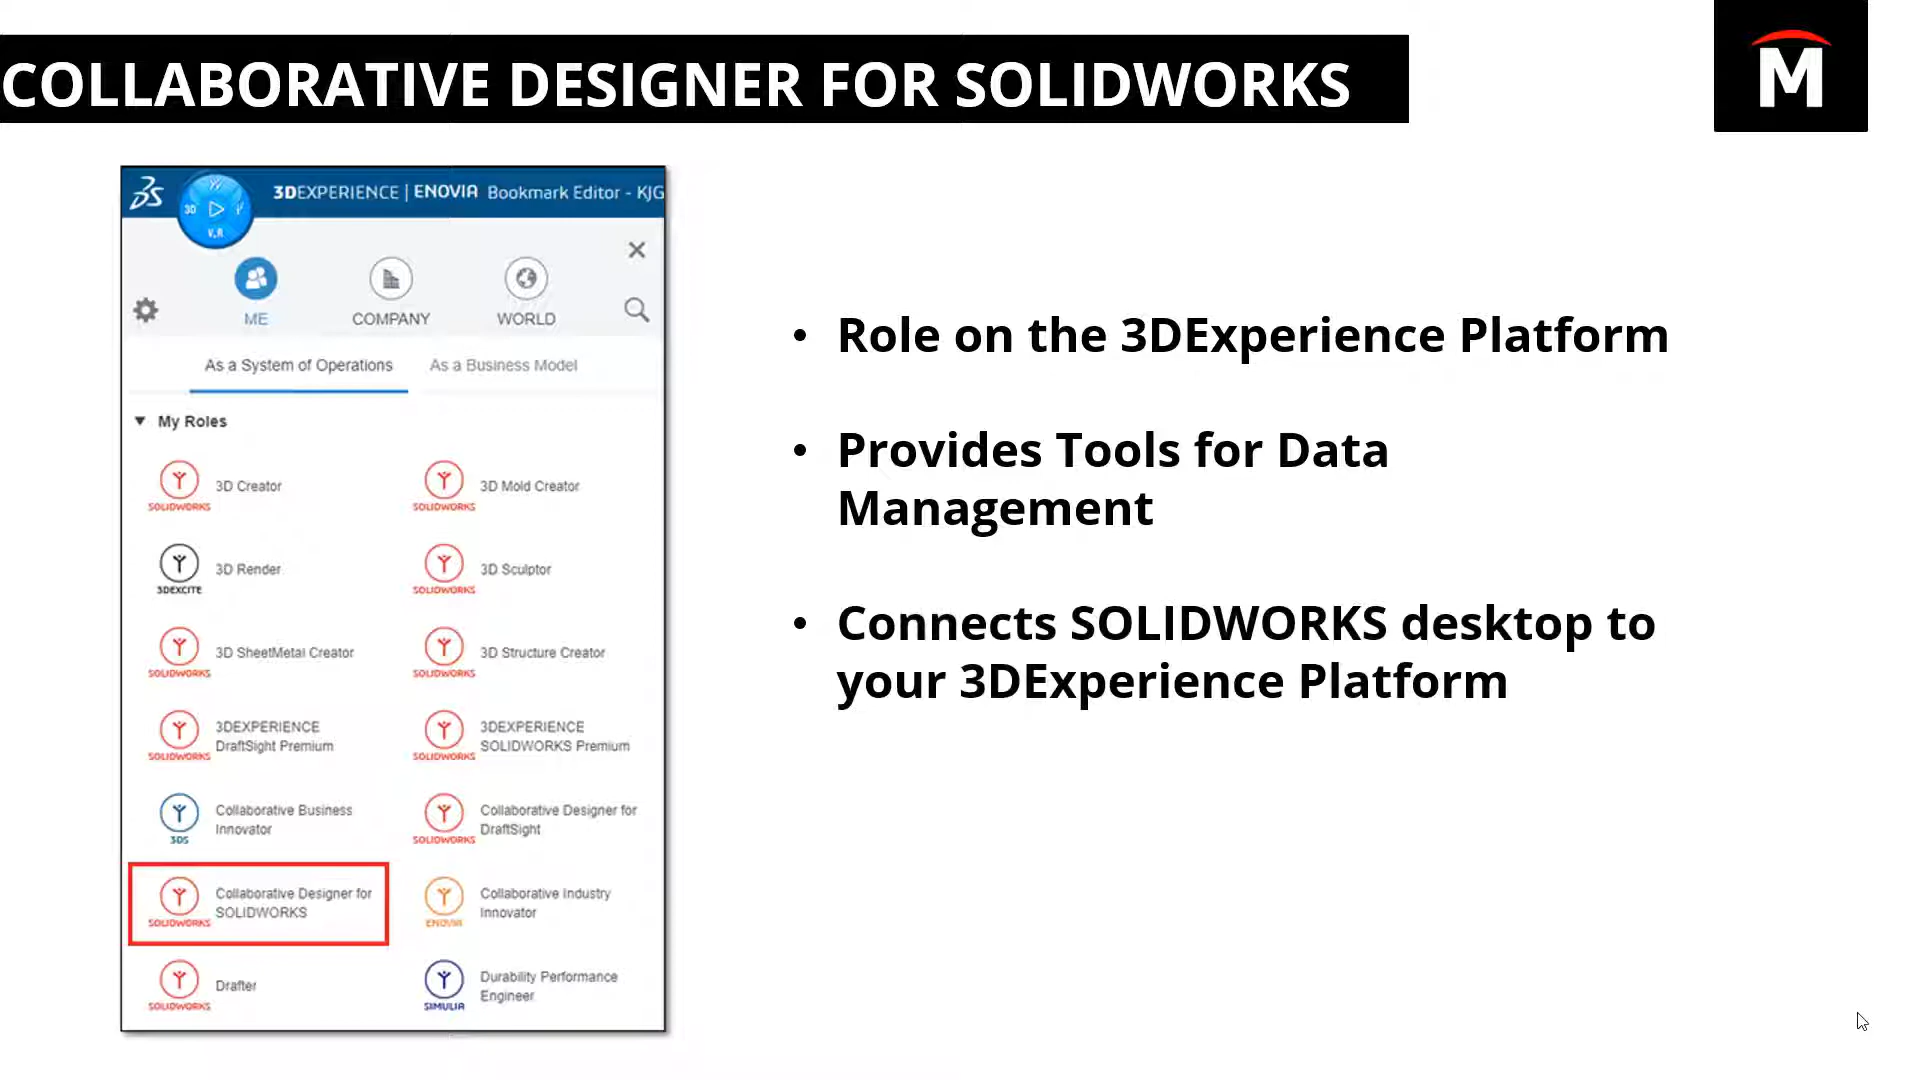 COLLABORATIVE DESIGNER FOR SOLIDWORKS
M
3DEXPERIENCE | ENOVIA Bookmark Editor - KJG
3D
V.R
ME
COMPANY
WORLD
As a System of Operations
As a Business Model
My Roles
SOLIDWORKS
3D Creator
SOLIDWORKS
3D Mold Creator
3DEXCITE
3D Render
SOLIDWORKS
3D Sculptor
SOLIDWORKS
3D SheetMetal Creator
SOLIDWORKS
3D Structure Creator
SOLIDWORKS
3DEXPERIENCE
DraftSight Premium
SOLIDWORKS
3DEXPERIENCE
SOLIDWORKS Premium
3DS
Collaborative Business
Innovator
SOLIDWORKS
Collaborative Designer for
DraftSight
SOLIDWORKS
Collaborative Designer for
SOLIDWORKS
ENOVIA
Collaborative Industry
Innovator
SOLIDWORKS
Drafter
SIMULIA
Durability Performance
Engineer
• Role on the 3DExperience Platform
• Provides Tools for Data
Management
• Connects SOLIDWORKS desktop to
your 3DExperience Platform